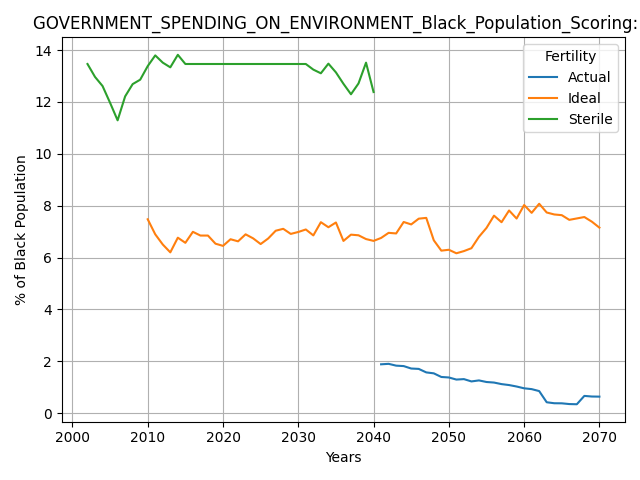 GOVERNMENT_SPENDING_ON_ENVIRONMENT_Black_Population_Scoring:
14
12
10
8
6
4
2
0
% of Black Population
Fertility
Actual
Ideal
Sterile
2000 2010 2020 2030 2040 2050 2060 2070
Years